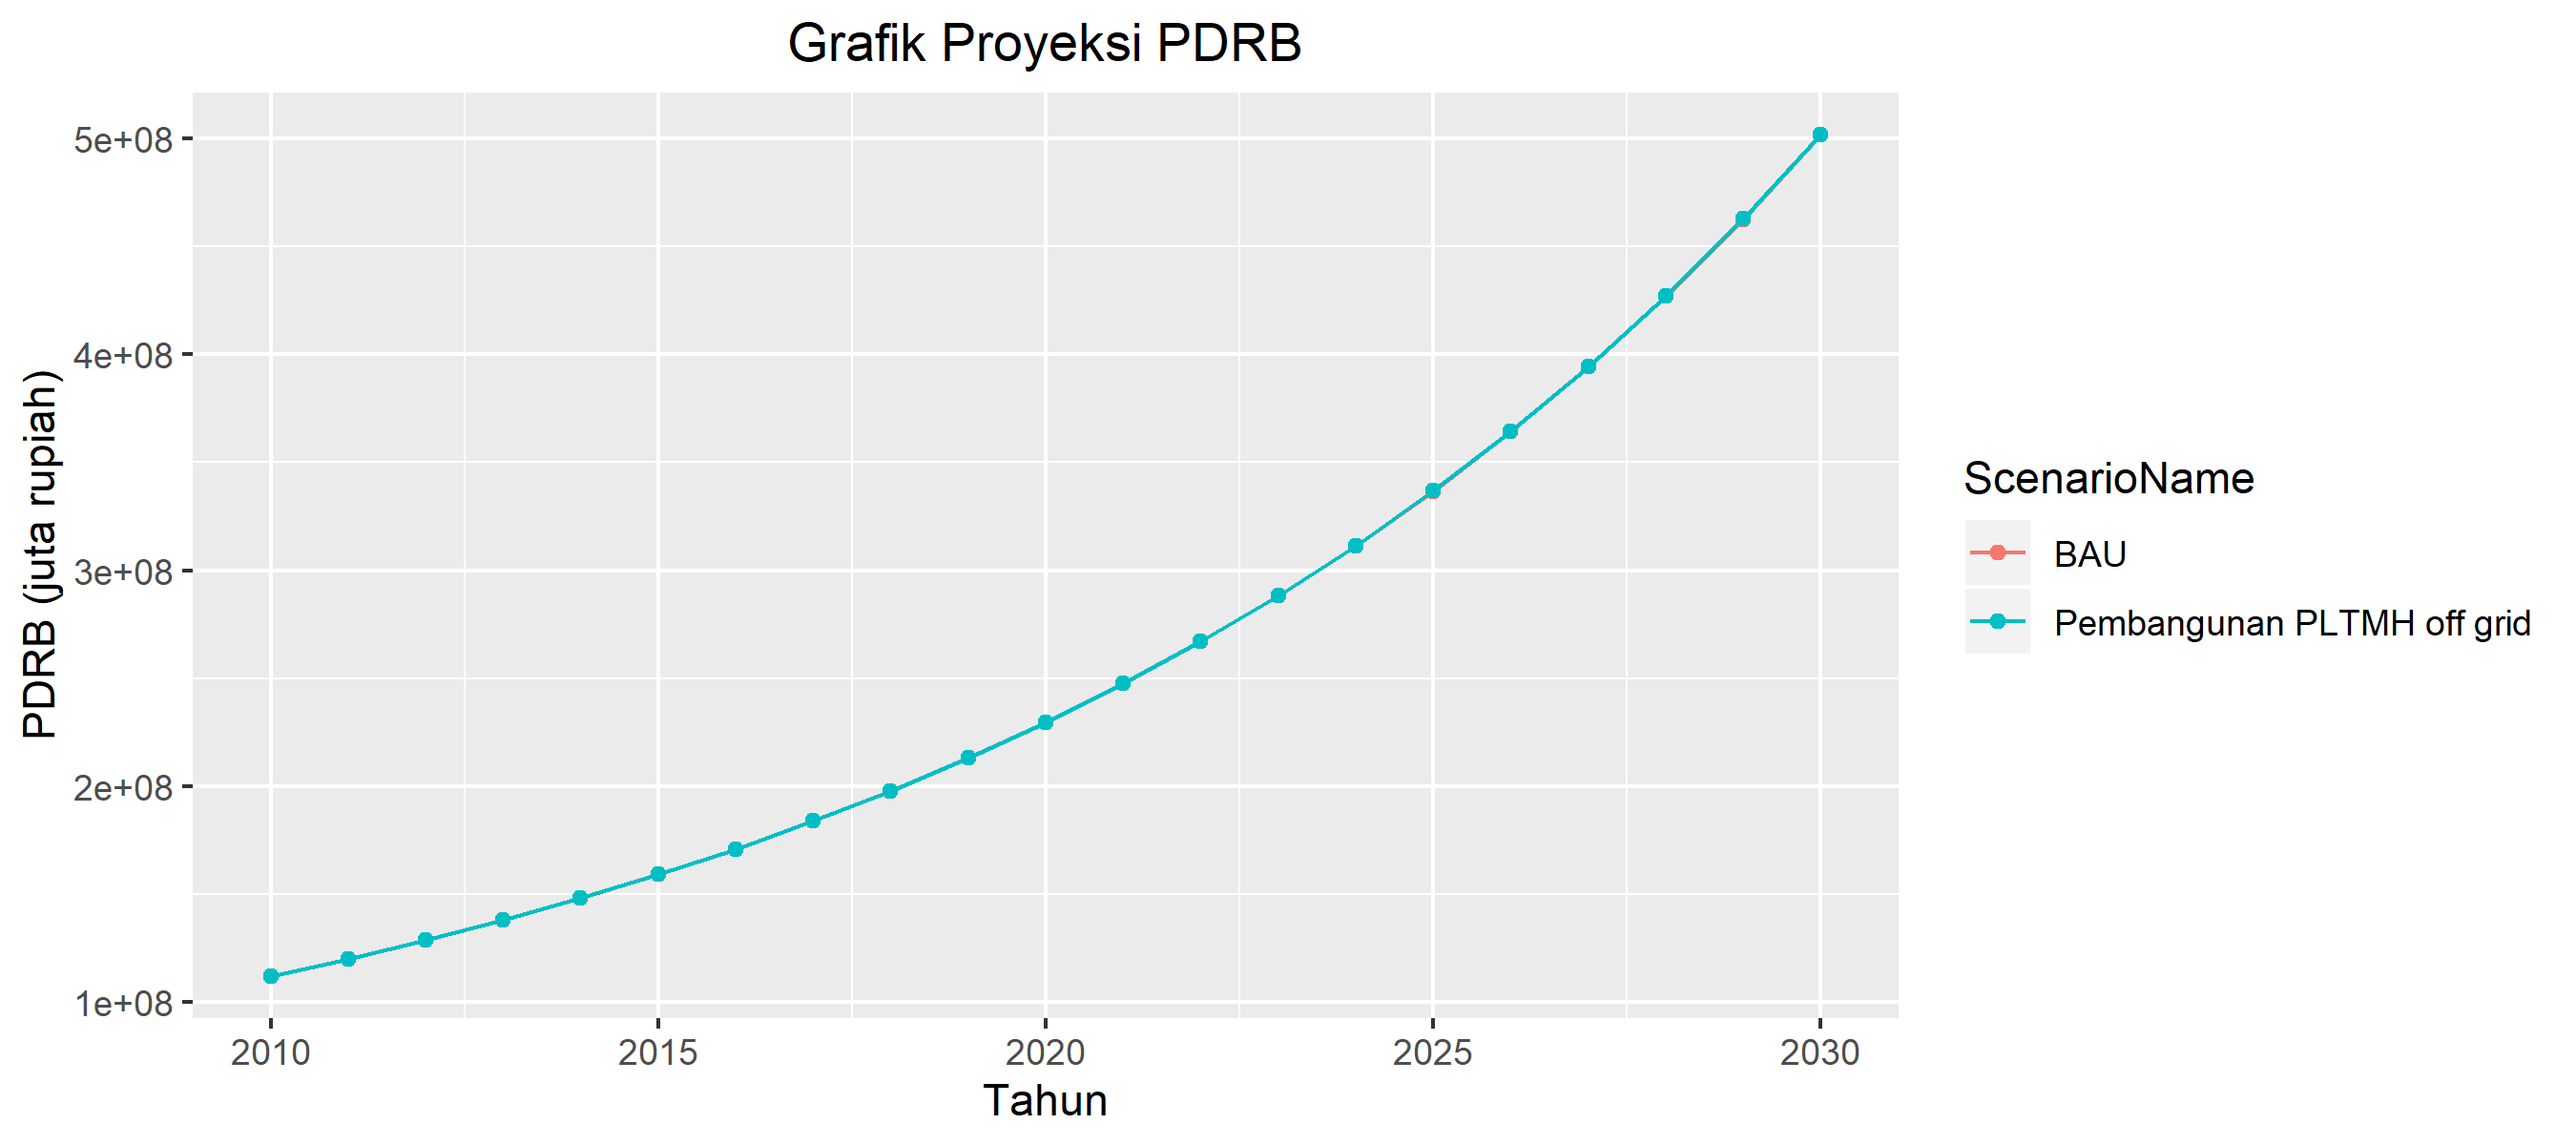 Grafik Proyeksi PDRB
PDRB (juta rupiah)
5e+08
4e+08
3e+08
2e+08
1e+08
2010 2015 2020 2025 2030
Tahun
ScenarioName
BAU
Pembangunan PLTMH off grid